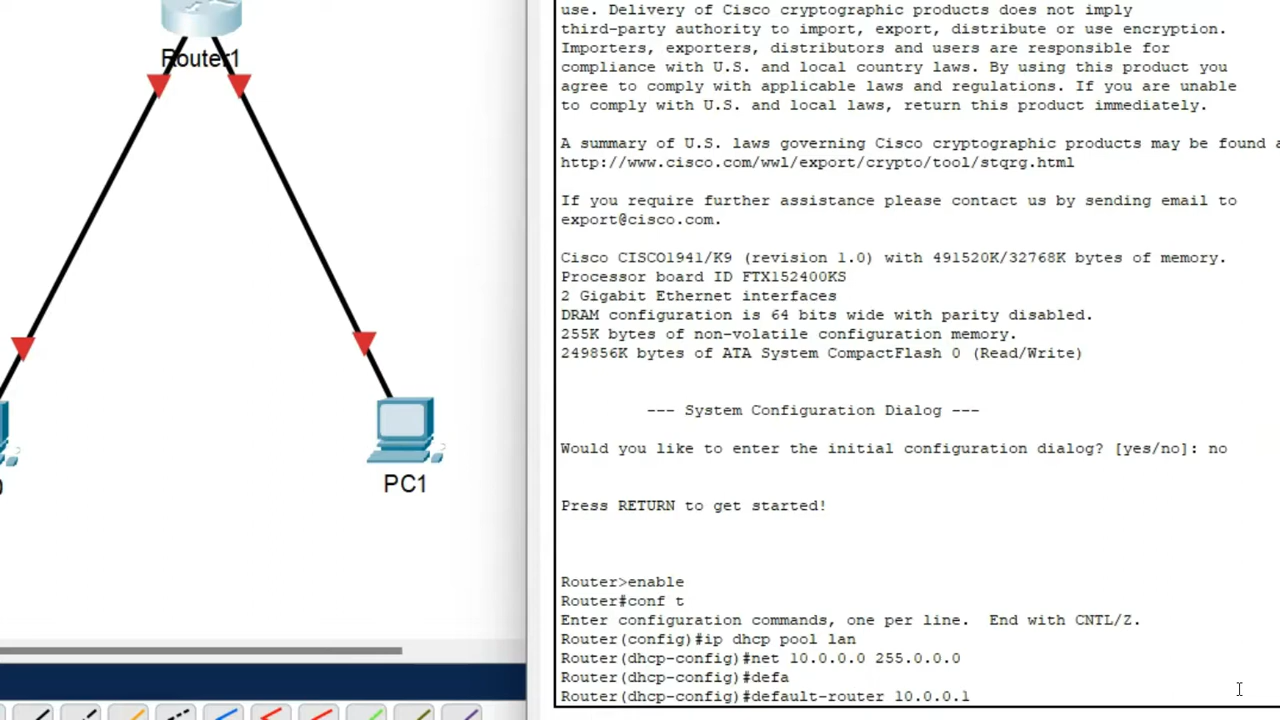 Router1
PC1
0
use. Delivery of Cisco cryptographic products does not imply
third-party authority to import, export, distribute or use encryption.
Importers, exporters, distributors and users are responsible for
compliance with U.S. and local country laws. By using this product you
agree to comply with applicable laws and regulations. If you are unable
to comply with U.S. and local laws, return this product immediately.
A summary of U.S. laws governing Cisco cryptographic products may be found a
http://www.cisco.com/wwl/export/crypto/tool/stqrg.html
If you require further assistance please contact us by sending email to
export@cisco.com.
Cisco CISCO1941/K9 (revision 1.0) with 491520K/32768K bytes of memory.
Processor board ID FTX152400KS
2 Gigabit Ethernet interfaces
DRAM configuration is 64 bits wide with parity disabled.
255K bytes of non-volatile configuration memory.
249856K bytes of ATA System CompactFlash 0 (Read/Write)
--- System Configuration Dialog ---
Would you like to enter the initial configuration dialog? [yes/no]: no
Press RETURN to get started!
Router>enable
Router#conf t
Enter configuration commands, one per line.  End with CNTL/Z.
Router(config)#ip dhcp pool lan
Router(dhcp-config)#net 10.0.0.0 255.0.0.0
Router(dhcp-config)#defa
Router(dhcp-config)#default-router 10.0.0.1